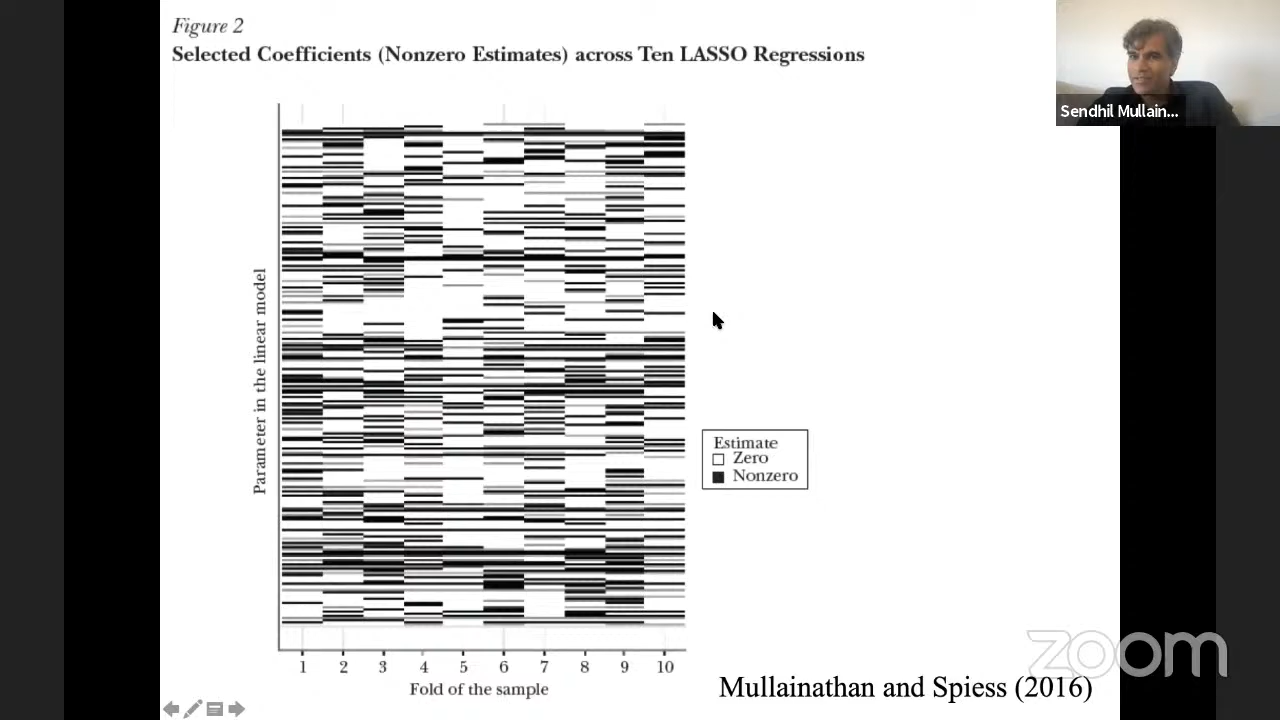 Figure 2
Selected Coefficients (Nonzero Estimates) across Ten LASSO Regressions
Sendhil Mullain...
Parameter in the linear model
Estimate
Zero
Nonzero
1 2 3 4 5 6 7 8 9 10
Fold of the sample
zoom
Mullainathan and Spiess (2016)